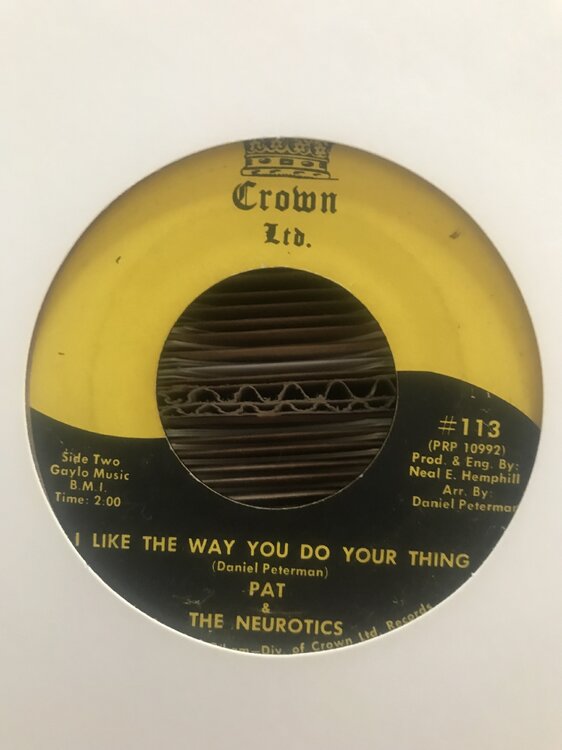 Crown
Ltd.
Side Two
Gaylo Music
B.M.I.
Time: 2:00
#113
(PRP 10992)
Prod. & Eng. By:
Neal E. Hemphill
Arr. By:
Daniel Peterman
I LIKE THE WAY YOU DO YOUR THING
(Daniel Peterman)
PAT
&
THE NEUROTICS
Div. of Crown Ltd. Records